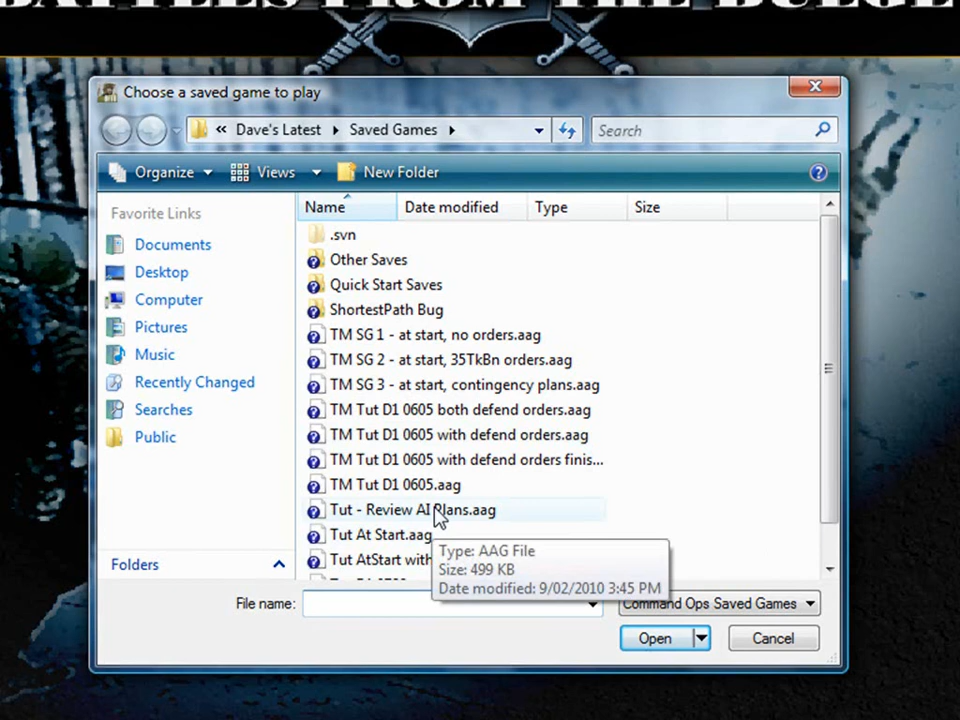 BATTLES FROM THE BULGE
Choose a saved game to play
« Dave's Latest Saved Games
Search
Organize Views New Folder
Favorite Links
Name Date modified Type Size
Documents
Desktop
Computer
Pictures
Music
Recently Changed
Searches
Public
Folders
.svn
Other Saves
Quick Start Saves
ShortestPath Bug
TM SG 1 - at start, no orders.aag
TM SG 2 - at start, 35TkBn orders.aag
TM SG 3 - at start, contingency plans.aag
TM Tut D1 0605 both defend orders.aag
TM Tut D1 0605 with defend orders.aag
TM Tut D1 0605 with defend orders finis...
TM Tut D1 0605.aag
Tut - Review AI Plans.aag
Tut At Start.aag
Tut AtStart with
Type: AAG File
Size: 499 KB
Date modified: 9/02/2010 3:45 PM
File name:
Command Ops Saved Games
Open Cancel